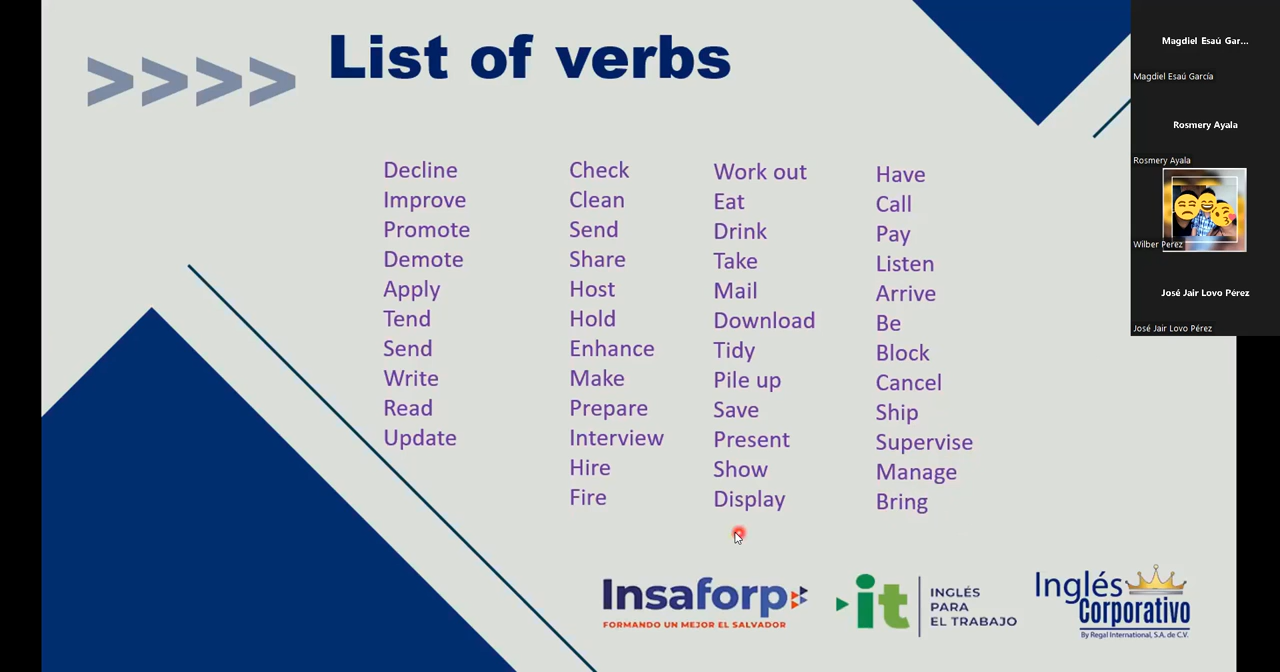 >>>> List of verbs
Decline
Improve
Promote
Demote
Apply
Tend
Send
Write
Read
Update
Check
Clean
Send
Share
Host
Hold
Enhance
Make
Prepare
Interview
Hire
Fire
Work out
Eat
Drink
Take
Mail
Download
Tidy
Pile up
Save
Present
Show
Display
Have
Call
Pay
Listen
Arrive
Be
Block
Cancel
Ship
Supervise
Manage
Bring
Insaforp
FORMANDO UN MEJOR EL SALVADOR
it
INGLÉS
PARA
EL TRABAJO
Inglés
Corporativo
By Regal International, S.A. de C.V.
Magdiel Esaú Gar...
Magdiel Esaú García
Rosmery Ayala
Rosmery Ayala
Wilber Perez
José Jair Lovo Pérez
José Jair Lovo Pérez